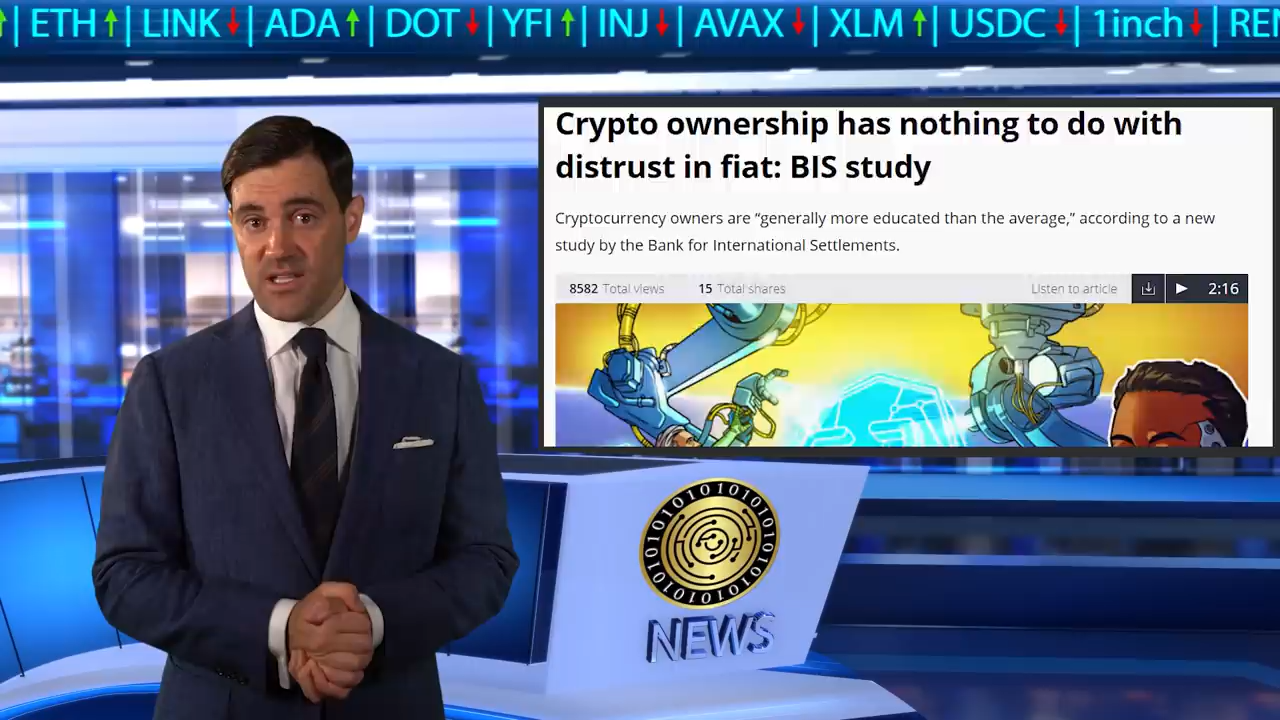 ETH↑ | LINK↓ | ADA↑ | DOT↓ | YFI↑ | INJ↓ | AVAX↓ | XLM↑ | USDC↓ | 1inch↓ |
Crypto ownership has nothing to do with
distrust in fiat: BIS study
Cryptocurrency owners are “generally more educated than the average,” according to a new
study by the Bank for International Settlements.
8582 Total views 15 Total shares Listen to article 2:16
1010101010101010101010
NEWS